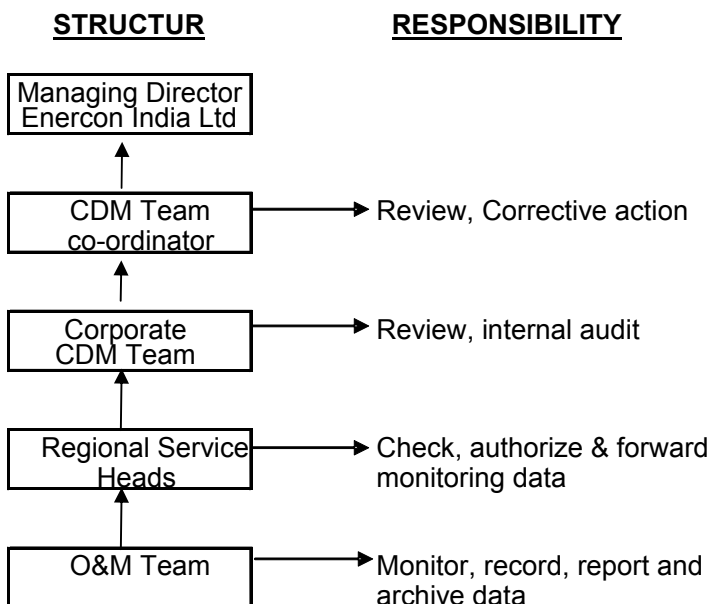 STRUCTUR
RESPONSIBILITY
Managing Director
Enercon India Ltd
CDM Team
co-ordinator
Review, Corrective action
Corporate
CDM Team
Review, internal audit
Regional Service
Heads
Check, authorize & forward
monitoring data
O&M Team
Monitor, record, report and
archive data